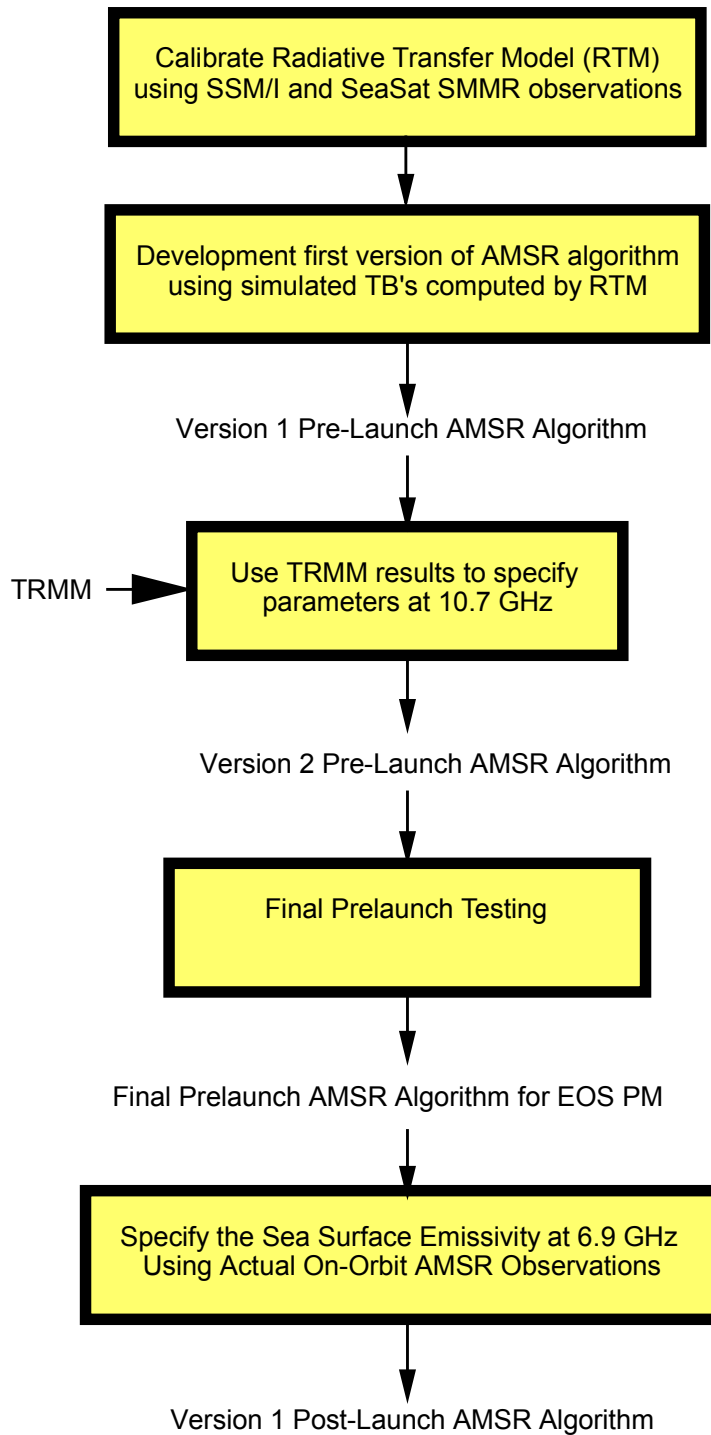 Calibrate Radiative Transfer Model (RTM)
using SSM/I and SeaSat SMMR observations
Development first version of AMSR algorithm
using simulated TB's computed by RTM
Version 1 Pre-Launch AMSR Algorithm
TRMM
Use TRMM results to specify
parameters at 10.7 GHz
Version 2 Pre-Launch AMSR Algorithm
Final Prelaunch Testing
Final Prelaunch AMSR Algorithm for EOS PM
Specify the Sea Surface Emissivity at 6.9 GHz
Using Actual On-Orbit AMSR Observations
Version 1 Post-Launch AMSR Algorithm